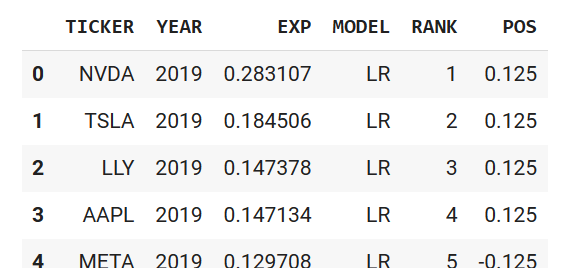 TICKER YEAR EXP MODEL RANK POS
0 NVDA 2019 0.283107 LR 1 0.125
1 TSLA 2019 0.184506 LR 2 0.125
2 LLY 2019 0.147378 LR 3 0.125
3 AAPL 2019 0.147134 LR 4 0.125
4 META 2019 0.129708 LR 5 -0.125